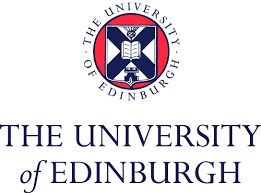 · THE UNIVERSITY ·
OF EDINBURGH
THE UNIVERSITY
of EDINBURGH